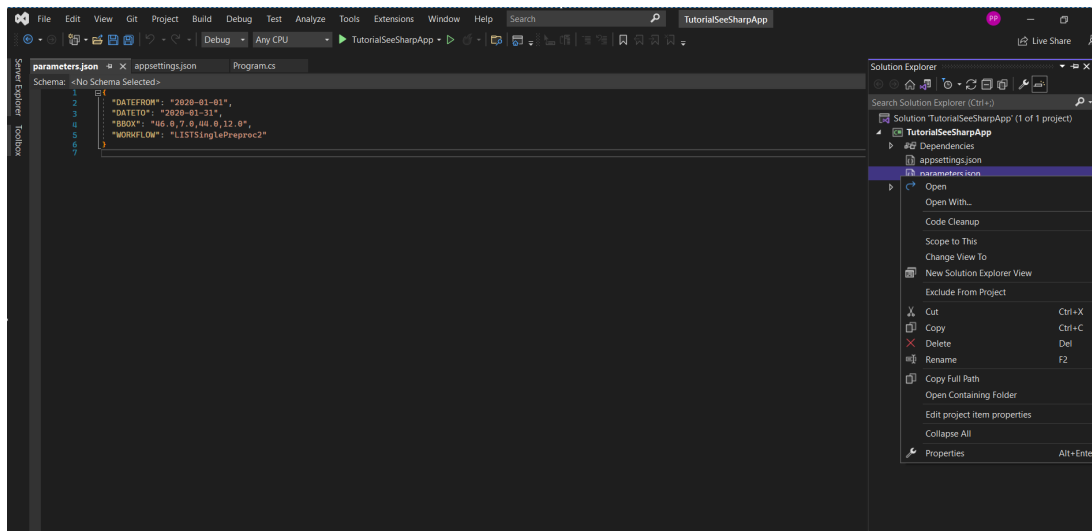 File Edit View Git Project Build Debug Test Analyze Tools Extensions Window Help Search TutorialSeeSharpApp PP
Debug Any CPU TutorialSeeSharpApp Live Share
Server Explorer
Toolbox
parameters.json appsettings.json Program.cs
Schema: <No Schema Selected>
1 {
2 "DATEFROM": "2020-01-01",
3 "DATETO": "2020-01-31",
4 "BBOX": "46.0,7.0,44.0,12.0",
5 "WORKFLOW": "LISTSinglePreproc2"
6 }
7
Solution Explorer
Search Solution Explorer (Ctrl+;)
Solution 'TutorialSeeSharpApp' (1 of 1 project)
TutorialSeeSharpApp
Dependencies
appsettings.json
parameters.json
Open
Open With...
Code Cleanup
Scope to This
Change View To
New Solution Explorer View
Exclude From Project
Cut Ctrl+X
Copy Ctrl+C
Delete Del
Rename F2
Copy Full Path
Open Containing Folder
Edit project item properties
Collapse All
Properties Alt+Ente